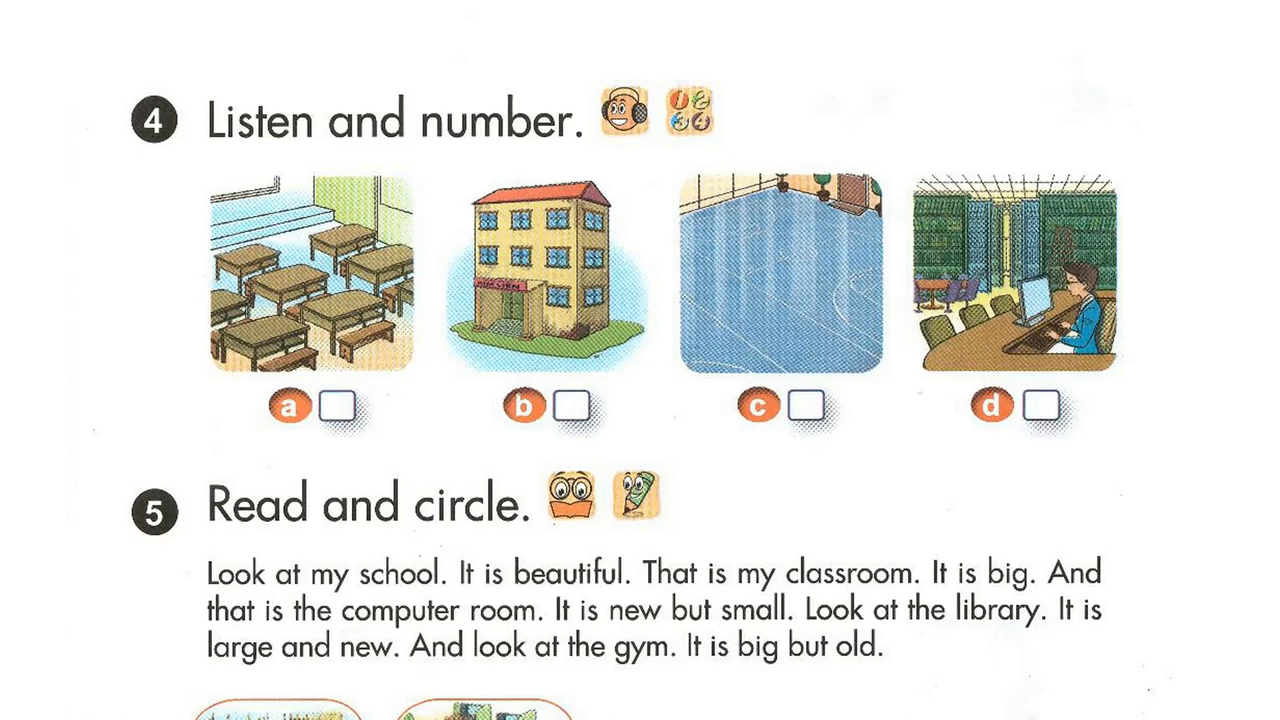 4 Listen and number.
a b c d
5 Read and circle.
Look at my school. It is beautiful. That is my classroom. It is big. And
that is the computer room. It is new but small. Look at the library. It is
large and new. And look at the gym. It is big but old.